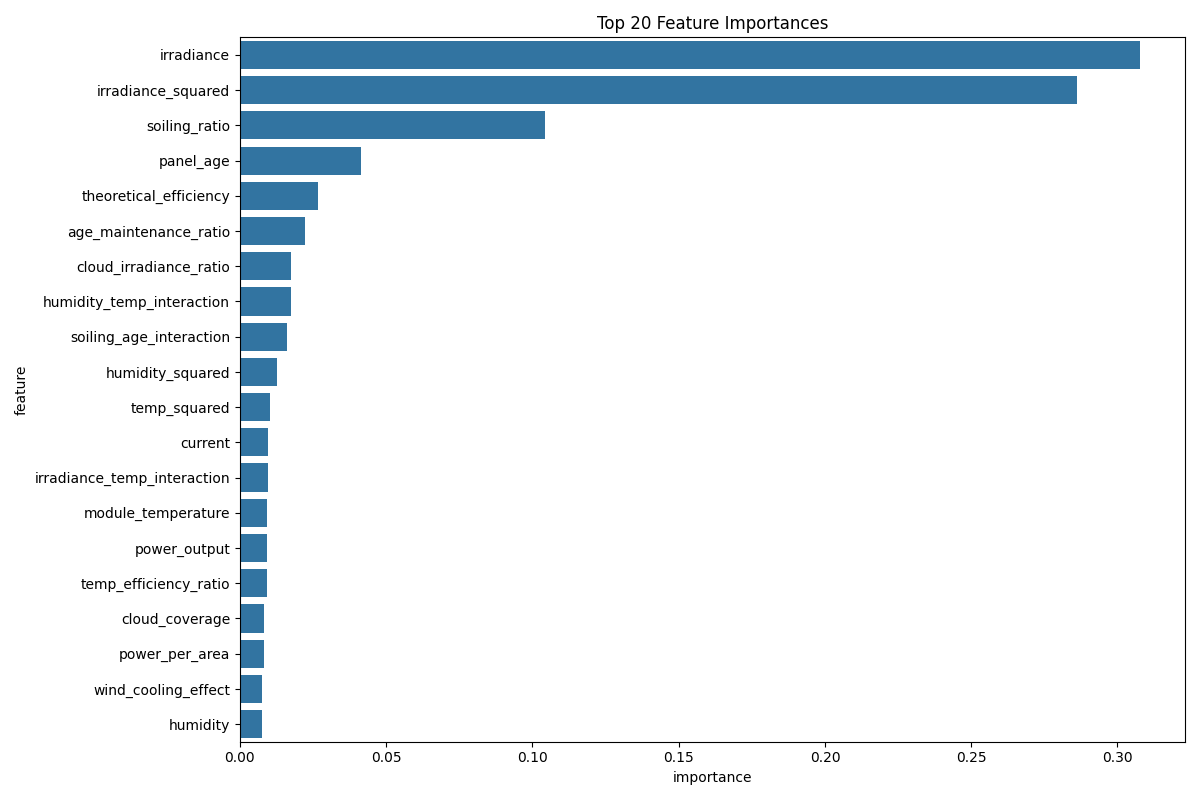 Top 20 Feature Importances
feature
irradiance
irradiance_squared
soiling_ratio
panel_age
theoretical_efficiency
age_maintenance_ratio
cloud_irradiance_ratio
humidity_temp_interaction
soiling_age_interaction
humidity_squared
temp_squared
current
irradiance_temp_interaction
module_temperature
power_output
temp_efficiency_ratio
cloud_coverage
power_per_area
wind_cooling_effect
humidity
0.00 0.05 0.10 0.15 0.20 0.25 0.30
importance